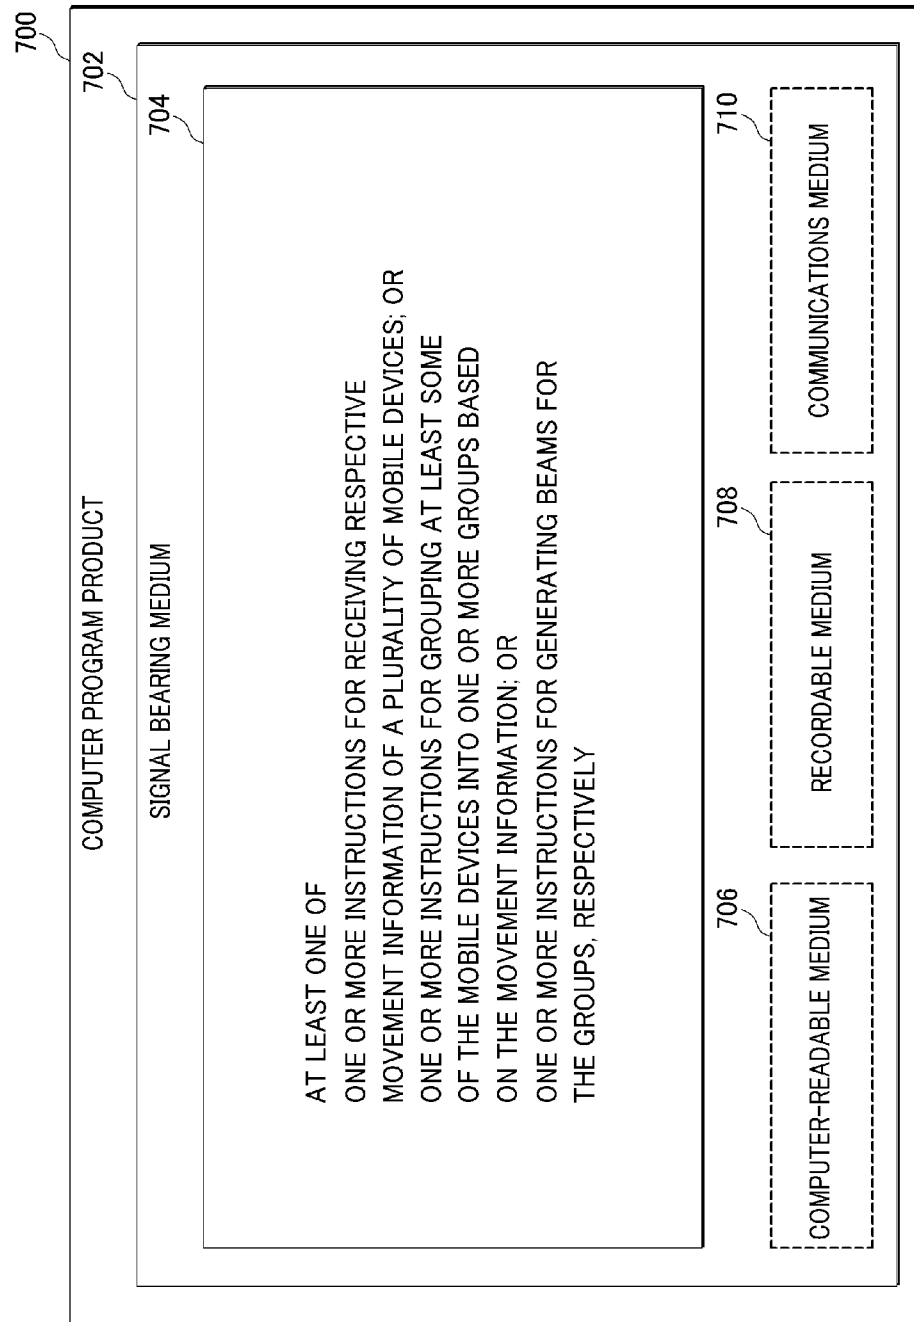 700
COMPUTER PROGRAM PRODUCT
702
SIGNAL BEARING MEDIUM
704
AT LEAST ONE OF
ONE OR MORE INSTRUCTIONS FOR RECEIVING RESPECTIVE
MOVEMENT INFORMATION OF A PLURALITY OF MOBILE DEVICES; OR
ONE OR MORE INSTRUCTIONS FOR GROUPING AT LEAST SOME
OF THE MOBILE DEVICES INTO ONE OR MORE GROUPS BASED
ON THE MOVEMENT INFORMATION; OR
ONE OR MORE INSTRUCTIONS FOR GENERATING BEAMS FOR
THE GROUPS, RESPECTIVELY
706
COMPUTER-READABLE MEDIUM
708
RECORDABLE MEDIUM
710
COMMUNICATIONS MEDIUM